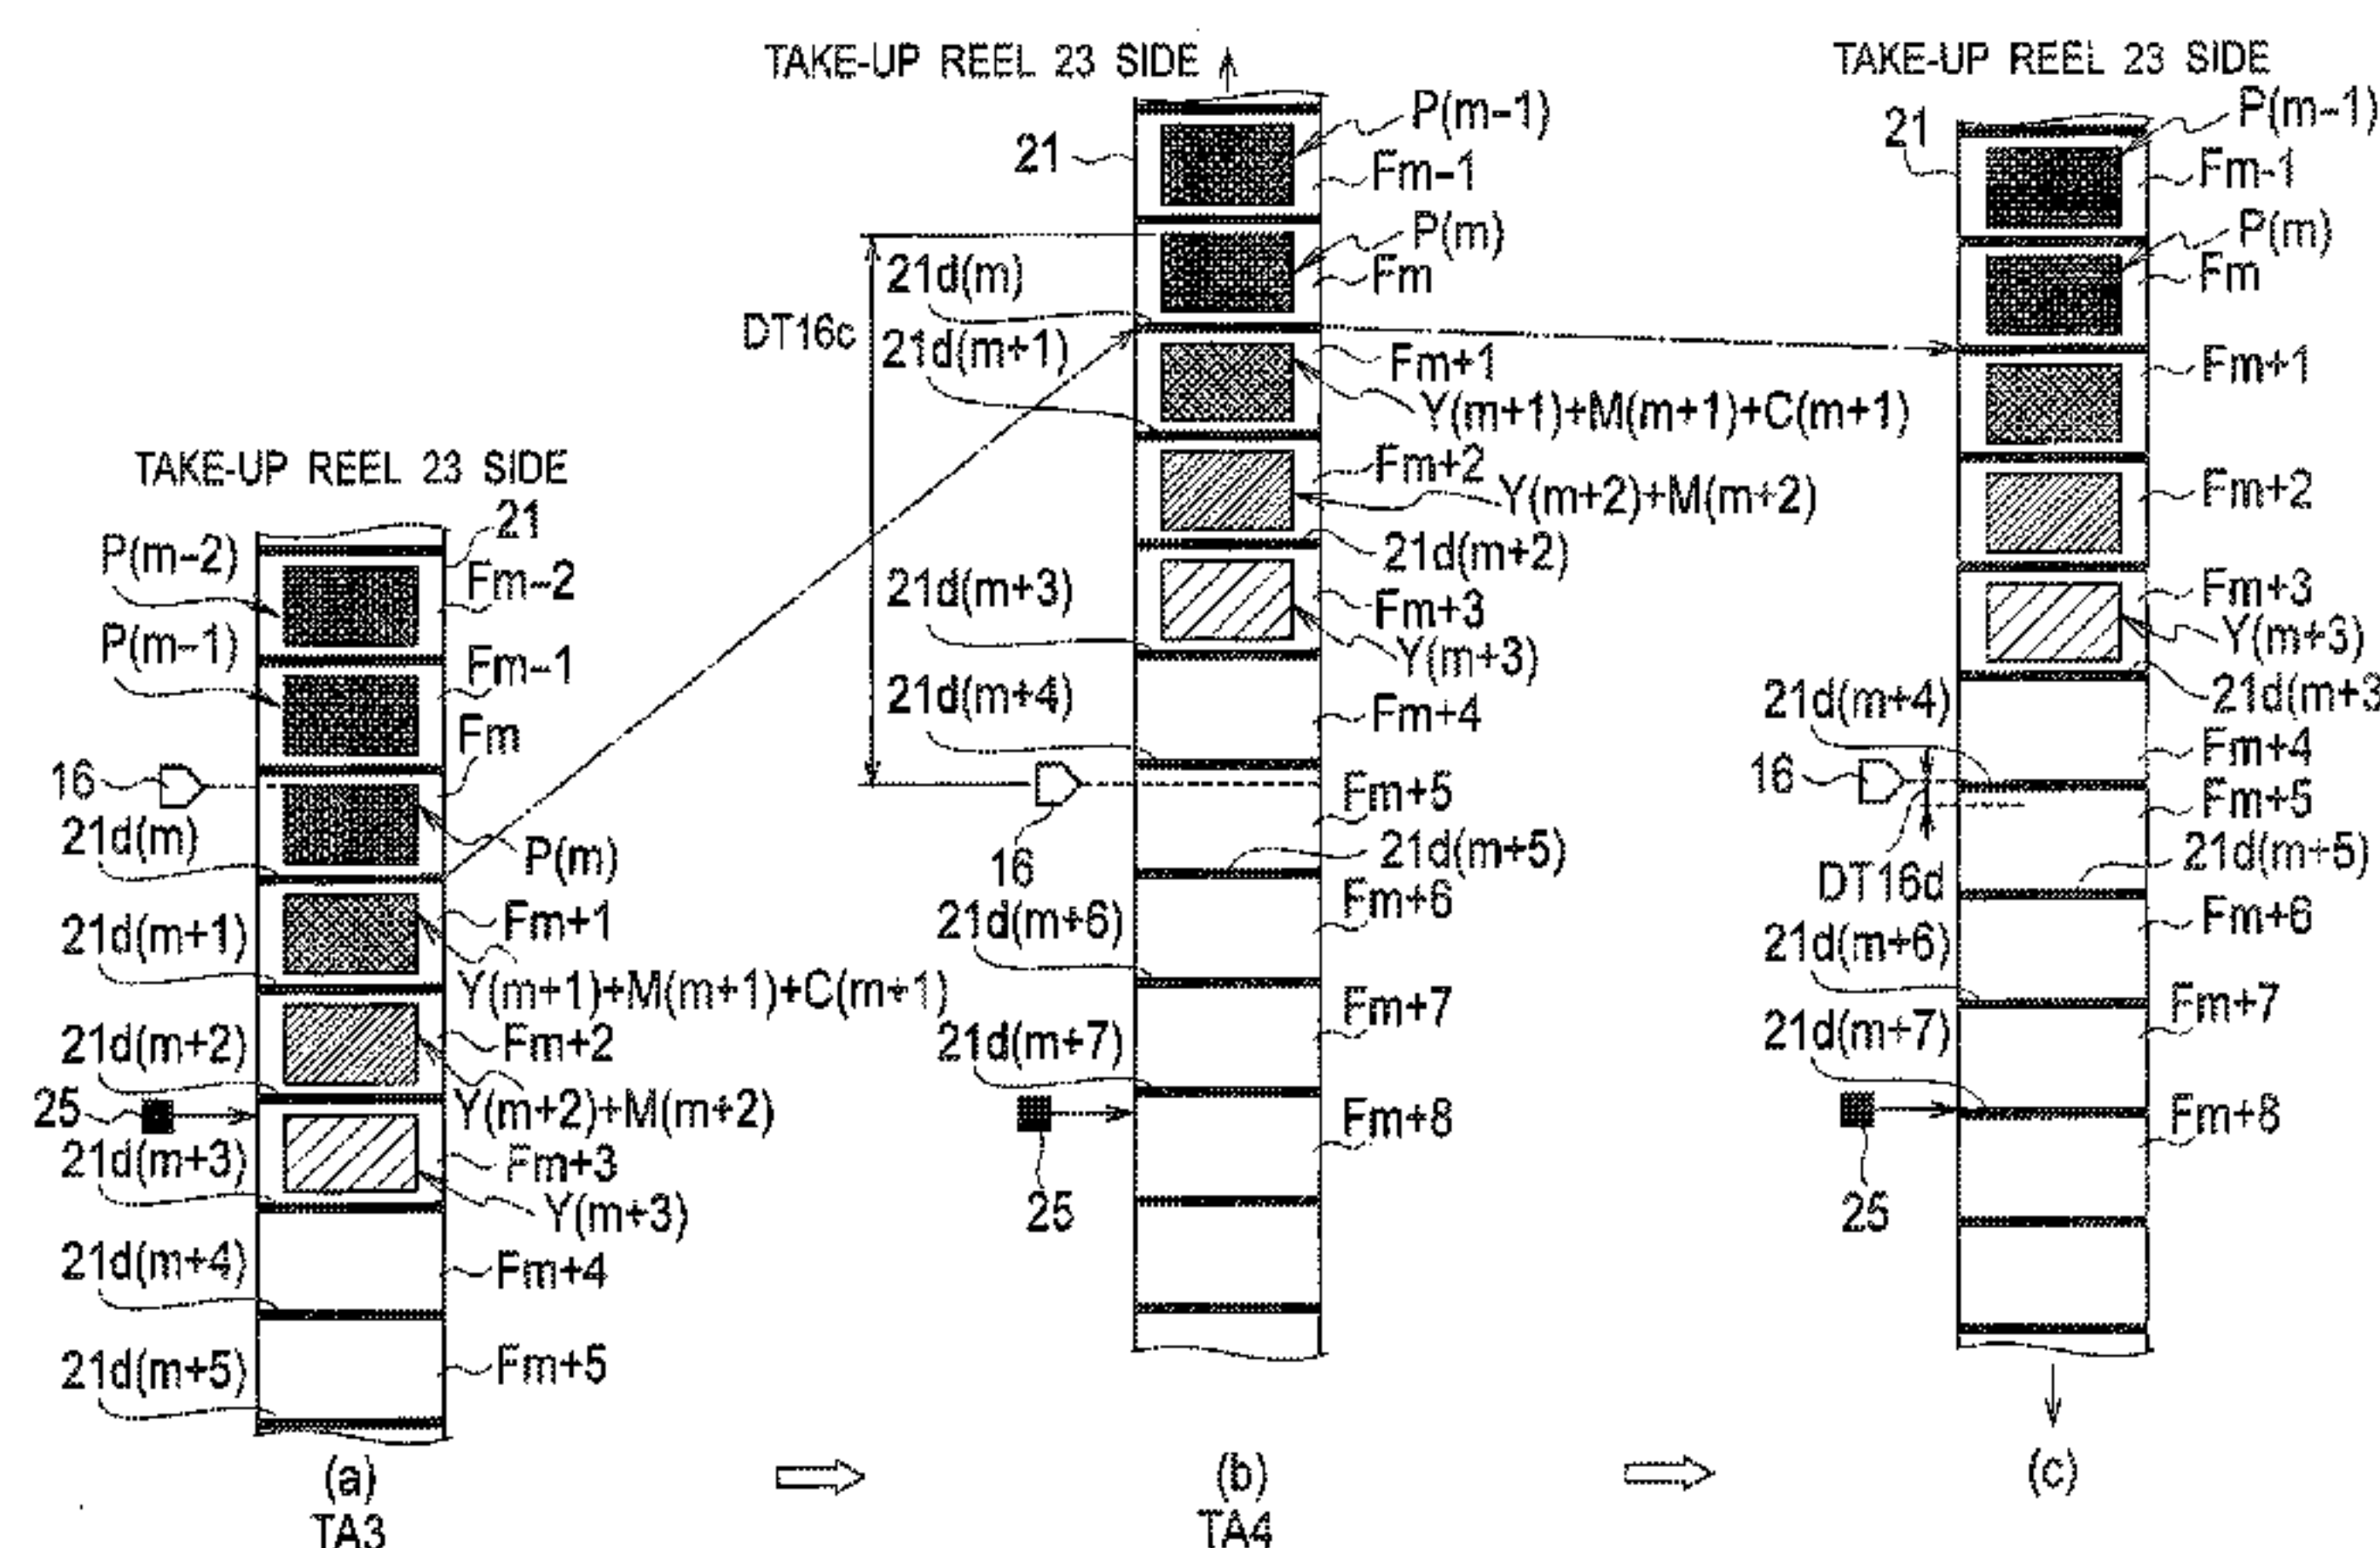 TAKE-UP REEL 23 SIDE
21
P(m-2)
Fm-2
P(m-1)
Fm-1
Fm
16
21d(m)
P(m)
Fm+1
21d(m+1)
Y(m+1)+M(m+1)+C(m+1)
Fm+2
21d(m+2)
25
Y(m+2)+M(m+2)
21d(m+3)
Fm+3
Y(m+3)
21d(m+4)
Fm+4
21d(m+5)
Fm+5
(a)
TA3
TAKE-UP REEL 23 SIDE
P(m-1)
21
Fm-1
P(m)
21d(m)
Fm
DT16c
21d(m+1)
Fm+1
Y(m+1)+M(m+1)+C(m+1)
Fm+2
Y(m+2)+M(m+2)
21d(m+2)
21d(m+3)
Fm+3
Y(m+3)
21d(m+4)
Fm+4
Fm+5
16
21d(m+5)
Fm+6
21d(m+6)
Fm+7
21d(m+7)
Fm+8
25
(b)
TA4
TAKE-UP REEL 23 SIDE
P(m-1)
21
Fm-1
P(m)
Fm
Fm+1
Fm+2
Fm+3
Y(m+3)
21d(m+4)
21d(m+3
Fm+4
16
Fm+5
21d(m+5)
DT16d
Fm+6
21d(m+6)
Fm+7
21d(m+7)
Fm+8
25
(c)